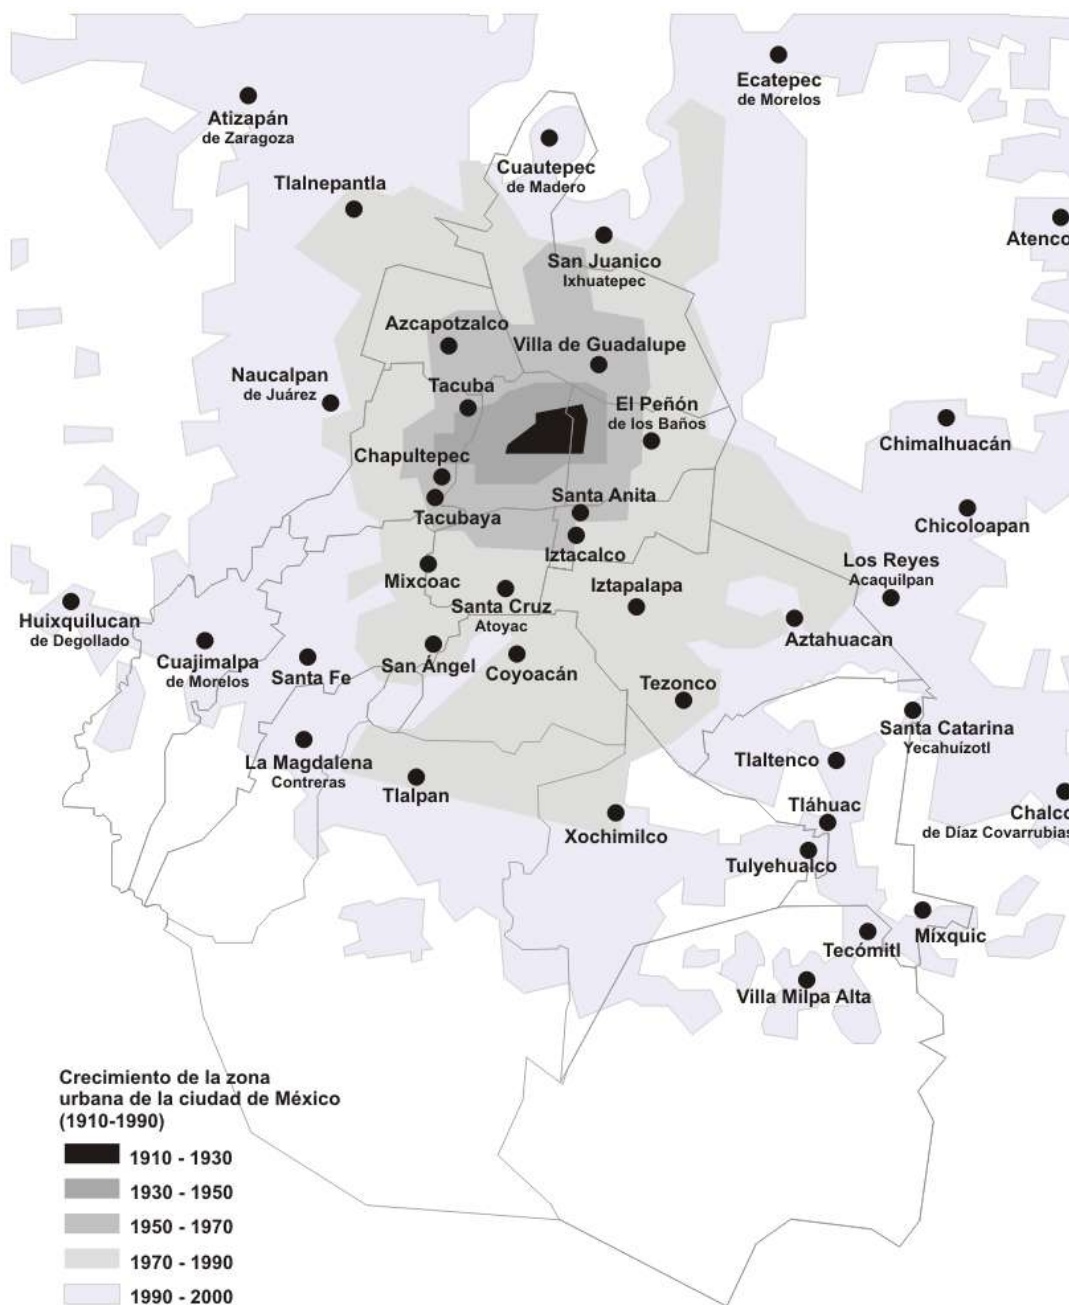 Ecatepec
de Morelos
Atizapán
de Zaragoza
Cuautepec
de Madero
Tlalnepantla
Atenco
San Juanico
Ixhuatepec
Azcapotzalco
Villa de Guadalupe
Naucalpan
de Juárez
Tacuba
El Peñón
de los Baños
Chimalhuacán
Chapultepec
Santa Anita
Tacubaya
Chicoloapan
Iztacalco
Los Reyes
Acaquilpan
Mixcoac
Iztapalapa
Santa Cruz
Atoyac
Huixquilucan
de Degollado
Aztahuacan
Cuajimalpa
de Morelos
Santa Fe
San Ángel
Coyoacán
Tezonco
Santa Catarina
Yecahuízotl
La Magdalena
Contreras
Tlaltenco
Tlalpan
Tláhuac
Chalco
de Díaz Covarrubias
Xochimilco
Tulyehualco
Tecómitl
Míxquic
Villa Milpa Alta
Crecimiento de la zona
urbana de la ciudad de México
(1910-1990)
1910 - 1930
1930 - 1950
1950 - 1970
1970 - 1990
1990 - 2000